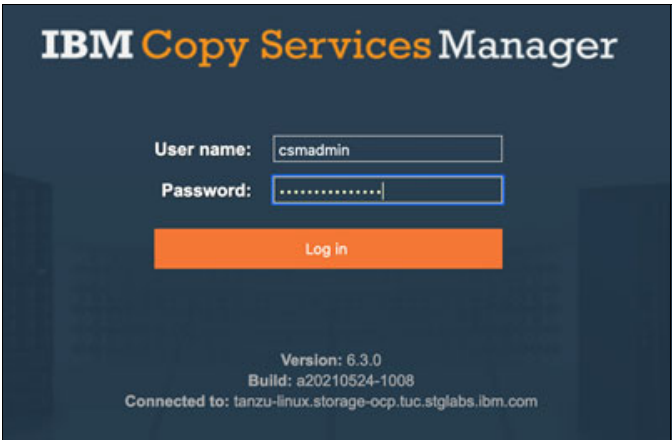 IBM Copy Services Manager
User name: csmadmin
Password: ···············
Log in
Version: 6.3.0
Build: a20210524-1008
Connected to: tanzu-linux.storage-ocp.tuc.stglabs.ibm.com